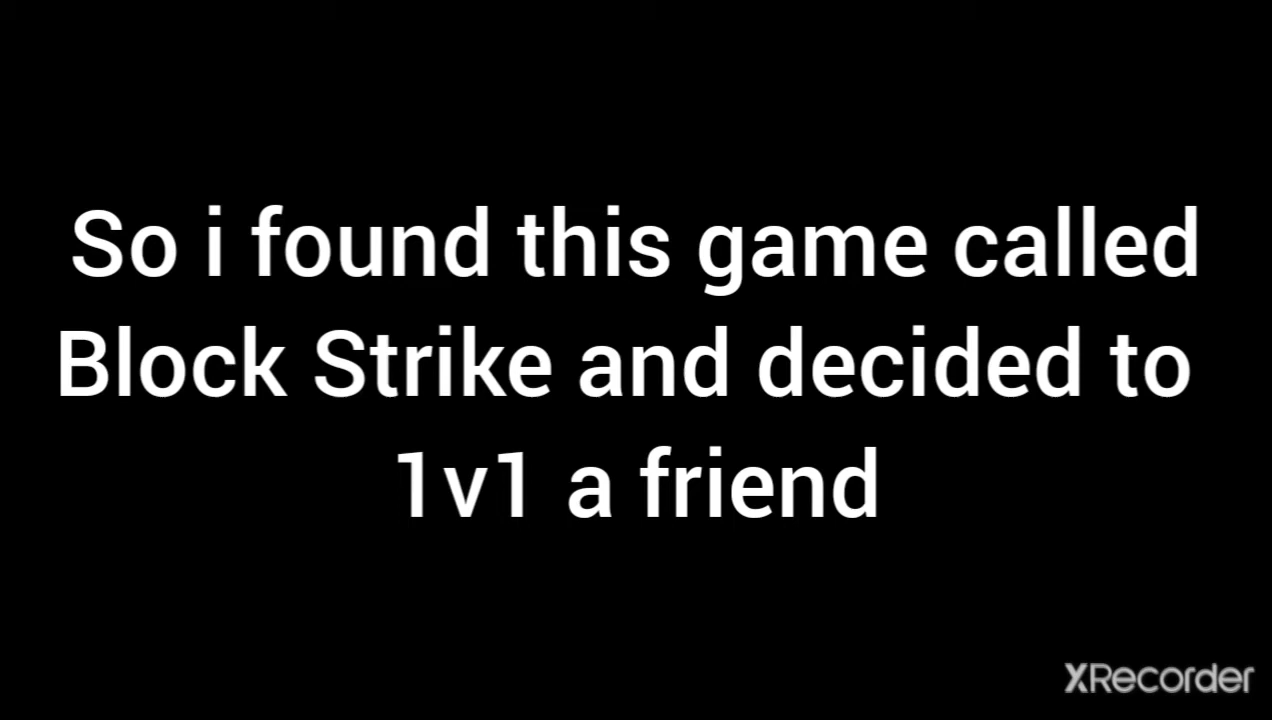 So i found this game called
Block Strike and decided to
1v1 a friend
XRecorder